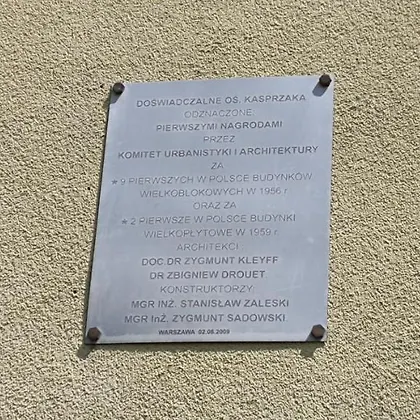 DOŚWIADCZALNE OŚ. KASPRZAKA
ODZNACZONE
PIERWSZYMI NAGRODAMI
PRZEZ
KOMITET URBANISTYKI I ARCHITEKTURY
ZA
* 9 PIERWSZYCH W POLSCE BUDYNKÓW
WIELKOBLOKOWYCH W 1956 r.
ORAZ ZA
* 2 PIERWSZE W POLSCE BUDYNKI
WIELKOPŁYTOWE W 1959 r.
ARCHITEKCI
DOC. DR ZYGMUNT KLEYFF
DR ZBIGNIEW DROUET
KONSTRUKTORZY:
MGR INŻ. STANISŁAW ZALESKI
MGR InŻ. ZYGMUNT SADOWSKI
WARSZAWA 02.08.2009